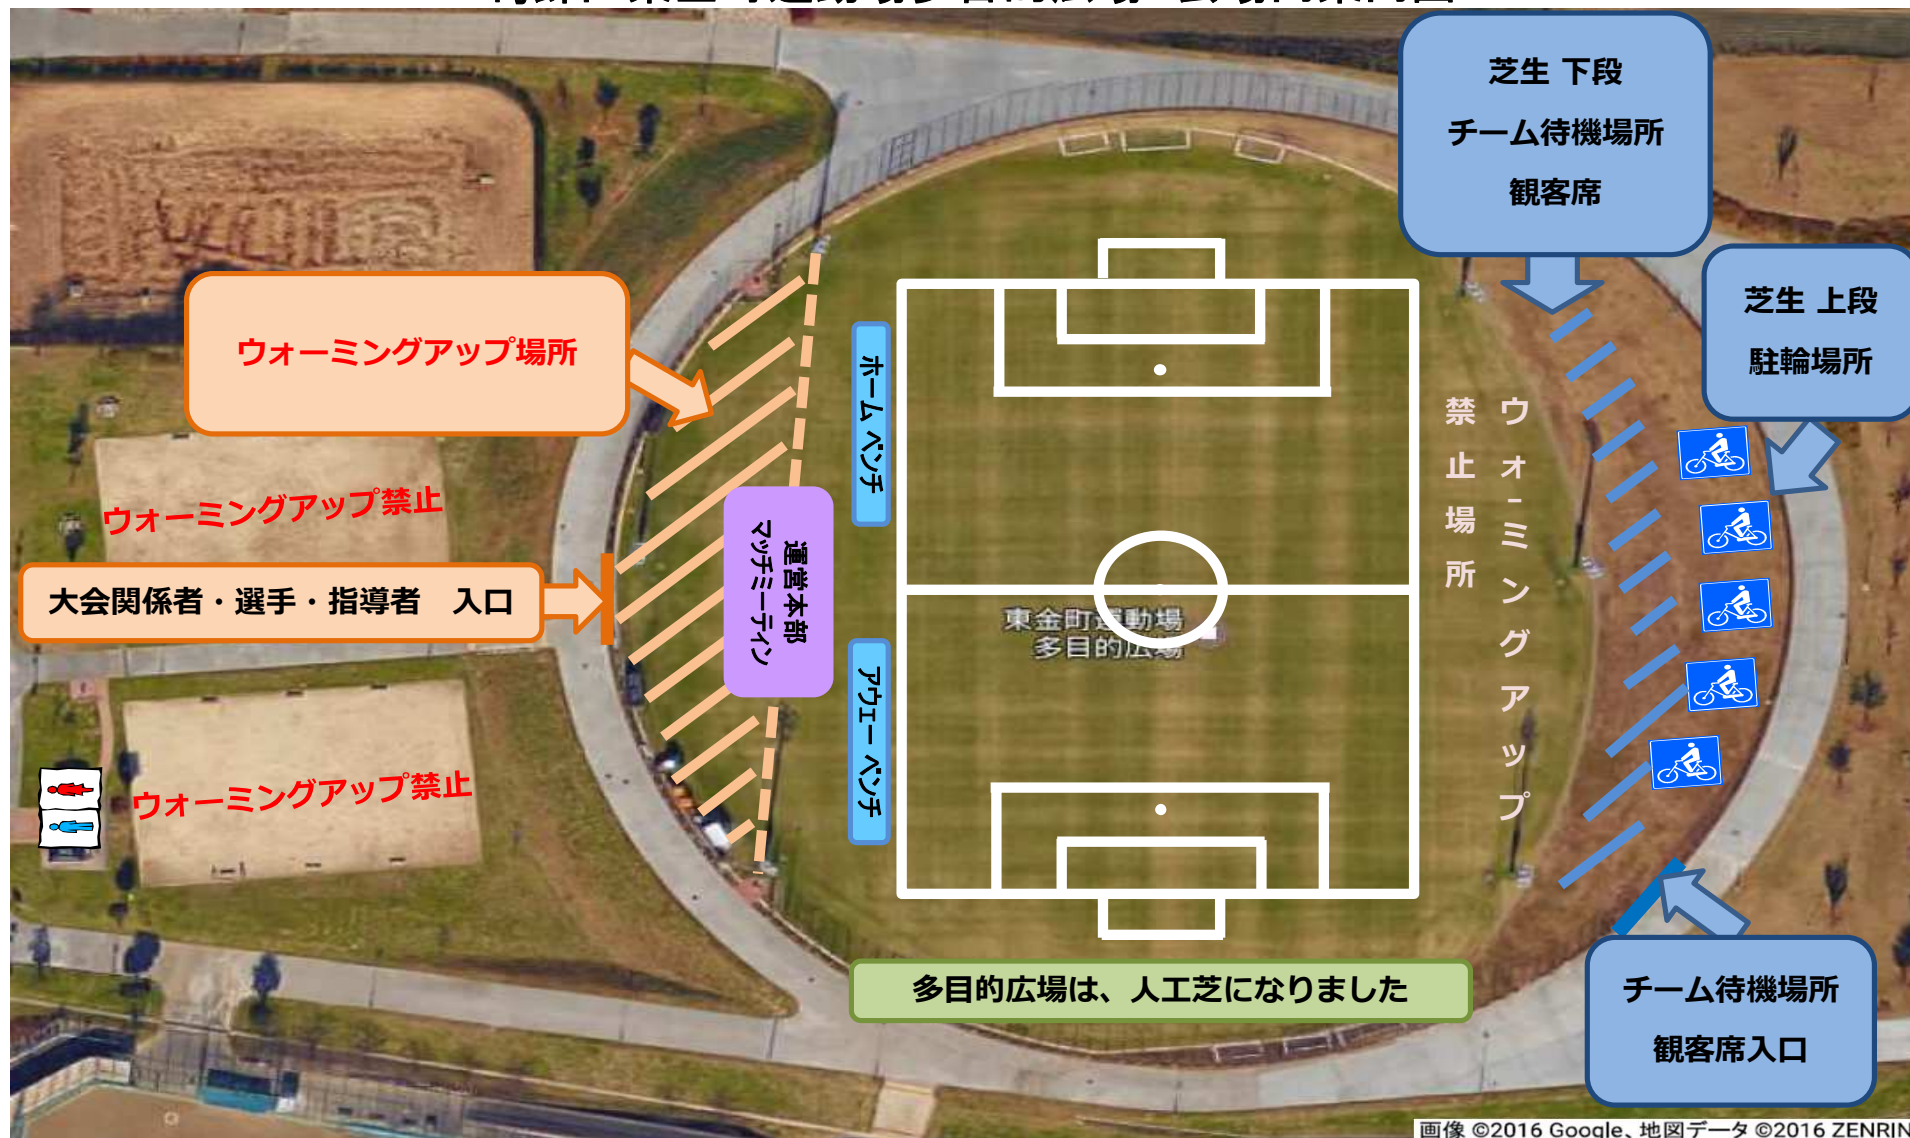 芝生 下段
チーム待機場所
観客席
芝生 上段
駐輪場所
ウォーミングアップ場所
ホーム ベンチ
ウォーミングアップ
禁止場所
ウォーミングアップ禁止
運営本部
マッチミーティン
大会関係者・選手・指導者　入口
東金町運動場
多目的広場
アウェー ベンチ
ウォーミングアップ禁止
多目的広場は、人工芝になりました
チーム待機場所
観客席入口
画像 ©2016 Google、地図データ ©2016 ZENRIN